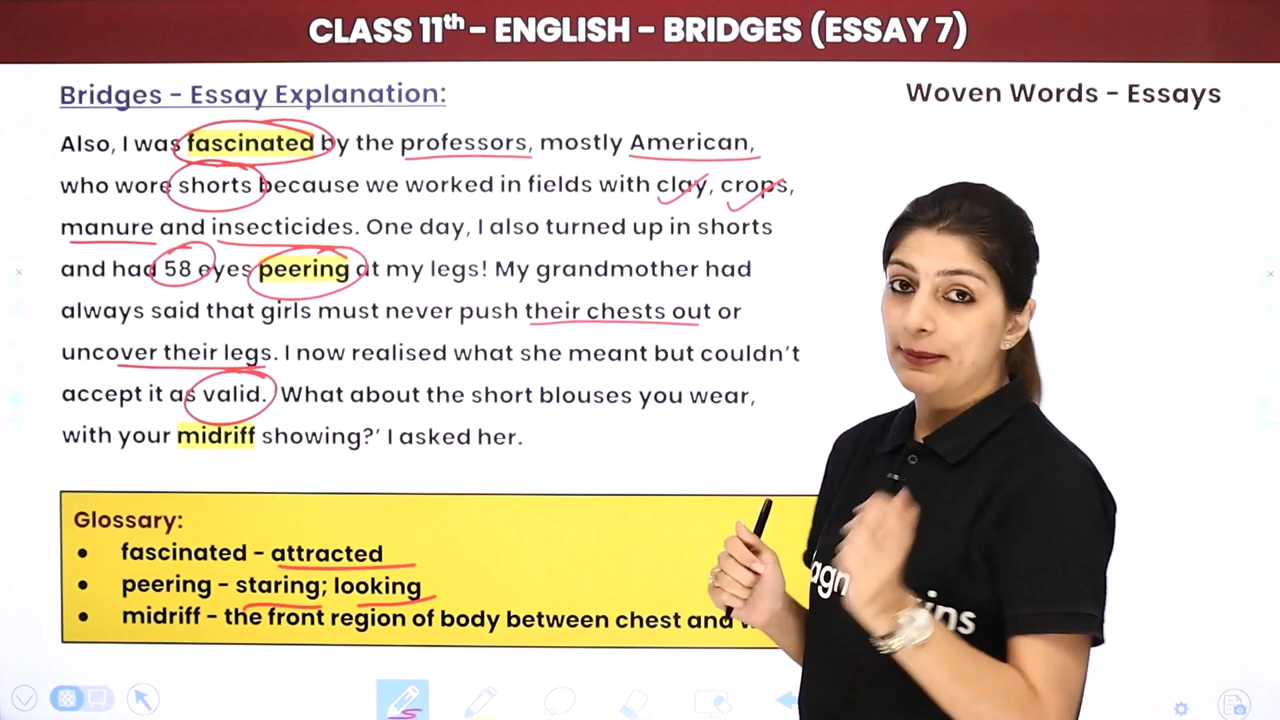 CLASS 11th - ENGLISH - BRIDGES (ESSAY 7)
Bridges - Essay Explanation:
Woven Words - Essays
Also, I was fascinated by the professors, mostly American,
who wore shorts because we worked in fields with clay, crops,
manure and insecticides. One day, I also turned up in shorts
and had 58 eyes peering at my legs! My grandmother had
always said that girls must never push their chests out or
uncover their legs. I now realised what she meant but couldn't
accept it as valid. 'What about the short blouses you wear,
with your midriff showing?' I asked her.
Glossary:
• fascinated - attracted
• peering - staring; looking
• midriff - the front region of body between chest and